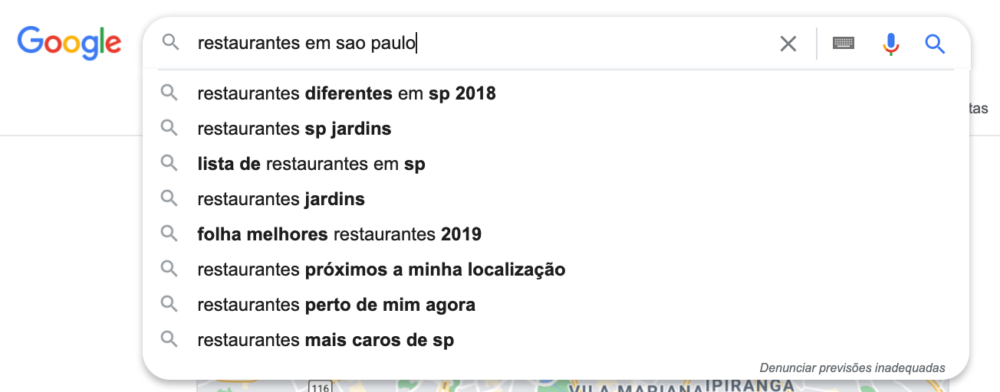 Google
restaurantes em sao paulo
restaurantes diferentes em sp 2018
restaurantes sp jardins
lista de restaurantes em sp
restaurantes jardins
folha melhores restaurantes 2019
restaurantes próximos a minha localização
restaurantes perto de mim agora
restaurantes mais caros de sp
tas
Denunciar previsões inadequadas
116
VILA MARIANA
IPIRANGA